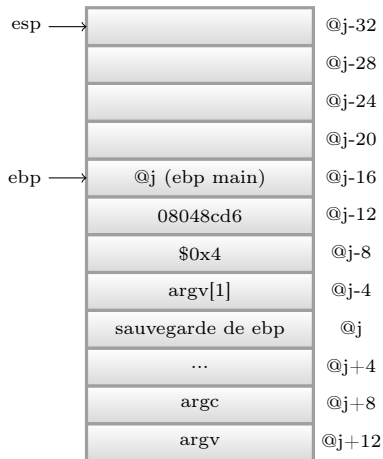 esp @j-32
@j-28
@j-24
@j-20
ebp @j (ebp main) @j-16
08048cd6 @j-12
$0x4 @j-8
argv[1] @j-4
sauvegarde de ebp @j
... @j+4
argc @j+8
argv @j+12